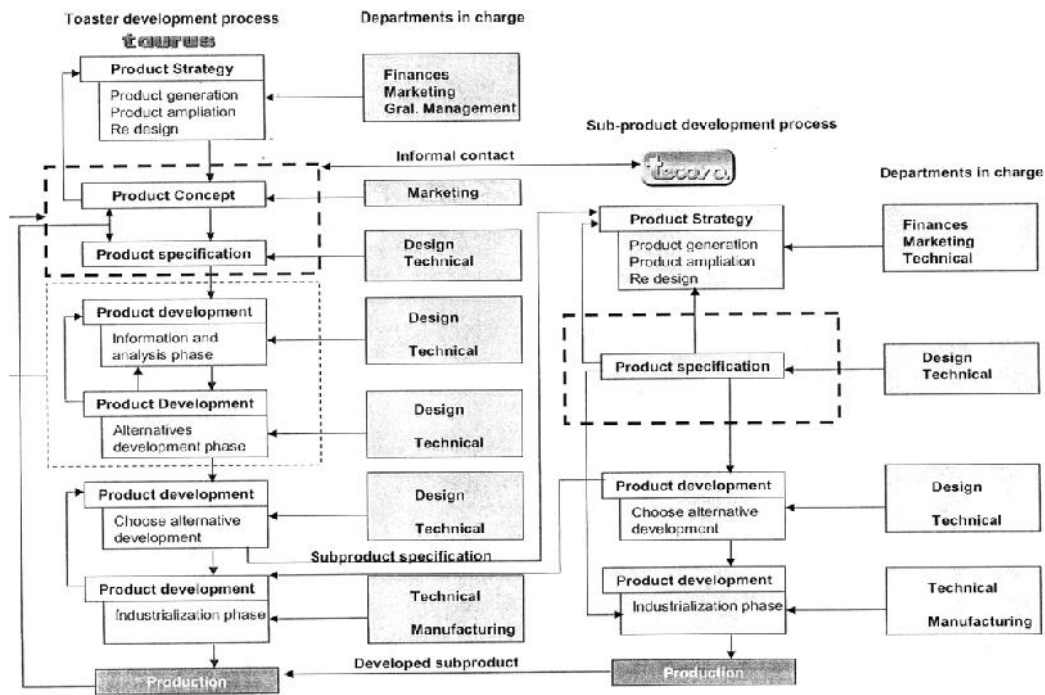 Toaster development process
taurus
Product Strategy
Product generation
Product ampliation
Re design
Product Concept
Product specification
Product development
Information and
analysis phase
Product Development
Alternatives
development phase
Product development
Choose alternative
development
Product development
Industrialization phase
Production
Departments in charge
Finances
Marketing
Gral. Management
Informal contact
Marketing
Design
Technical
Design
Technical
Design
Technical
Design
Technical
Subproduct specification
Technical
Manufacturing
Developed subproduct
Sub-product development process
Product Strategy
Product generation
Product ampliation
Re design
Product specification
Product development
Choose alternative
development
Product development
Industrialization phase
Production
Departments in charge
Finances
Marketing
Technical
Design
Technical
Design
Technical
Technical
Manufacturing